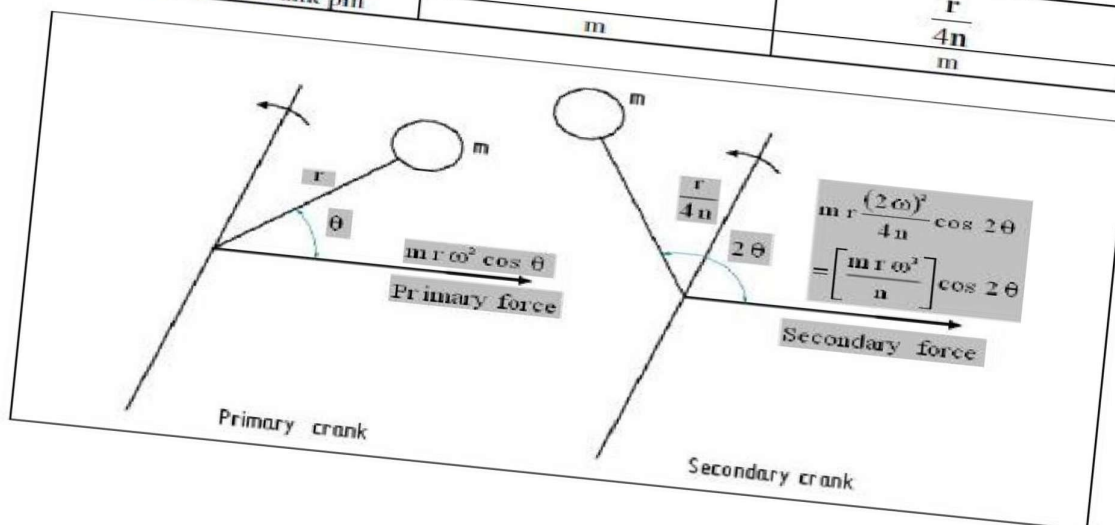 r
4n
m
m
m
r
θ
m r ω² cos θ
Primary force
Primary crank
m
r
4n
2θ
m r (2ω)²/4n cos 2θ
= [m r ω²/n] cos 2θ
Secondary force
Secondary crank